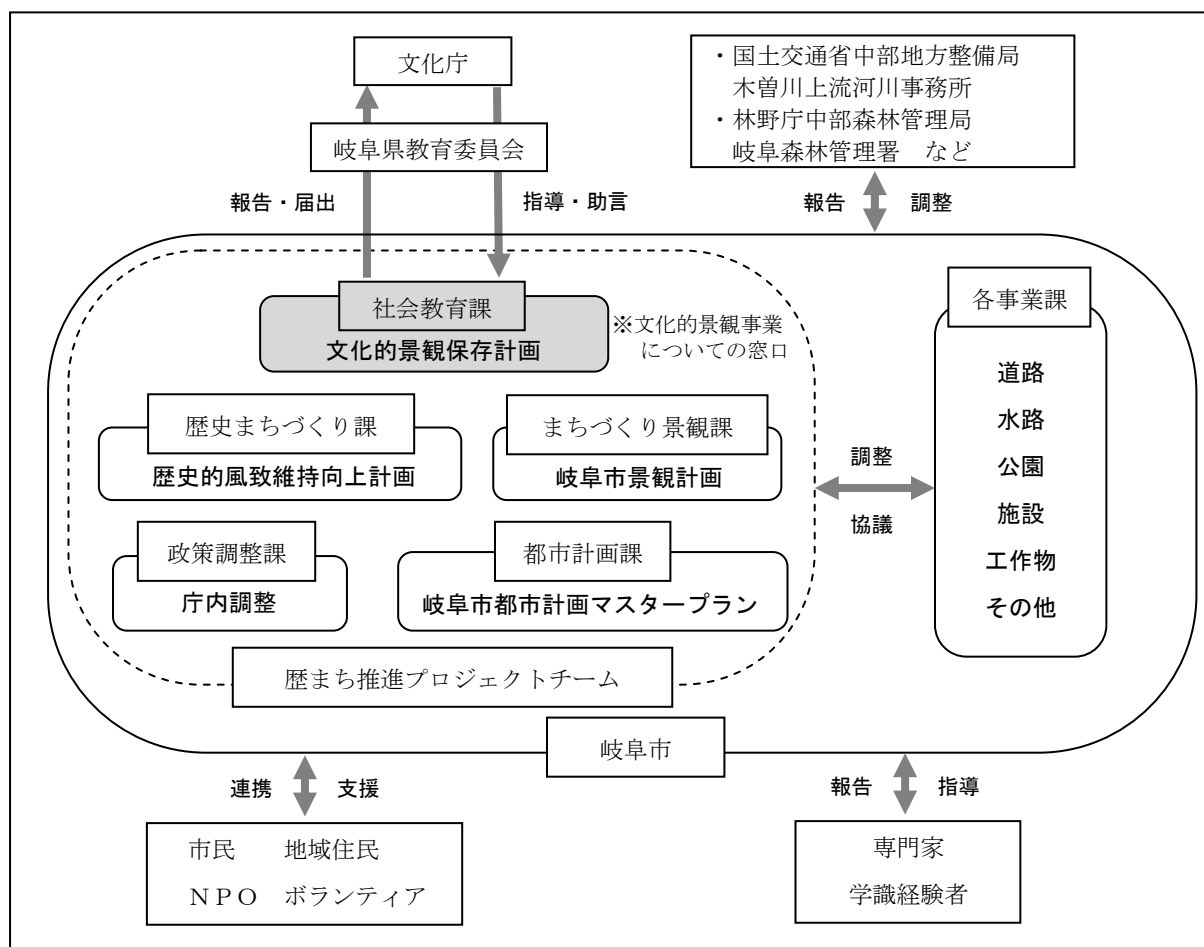 文化庁
岐阜県教育委員会
報告・届出
指導・助言
・国土交通省中部地方整備局
木曽川上流河川事務所
・林野庁中部森林管理局
岐阜森林管理署　など
報告
調整
社会教育課
文化的景観保存計画
※文化的景観事業
についての窓口
歴史まちづくり課
歴史的風致維持向上計画
まちづくり景観課
岐阜市景観計画
政策調整課
庁内調整
都市計画課
岐阜市都市計画マスタープラン
歴まち推進プロジェクトチーム
調整
協議
各事業課
道路
水路
公園
施設
工作物
その他
岐阜市
連携
支援
市民　地域住民
ＮＰＯ　ボランティア
報告
指導
専門家
学識経験者